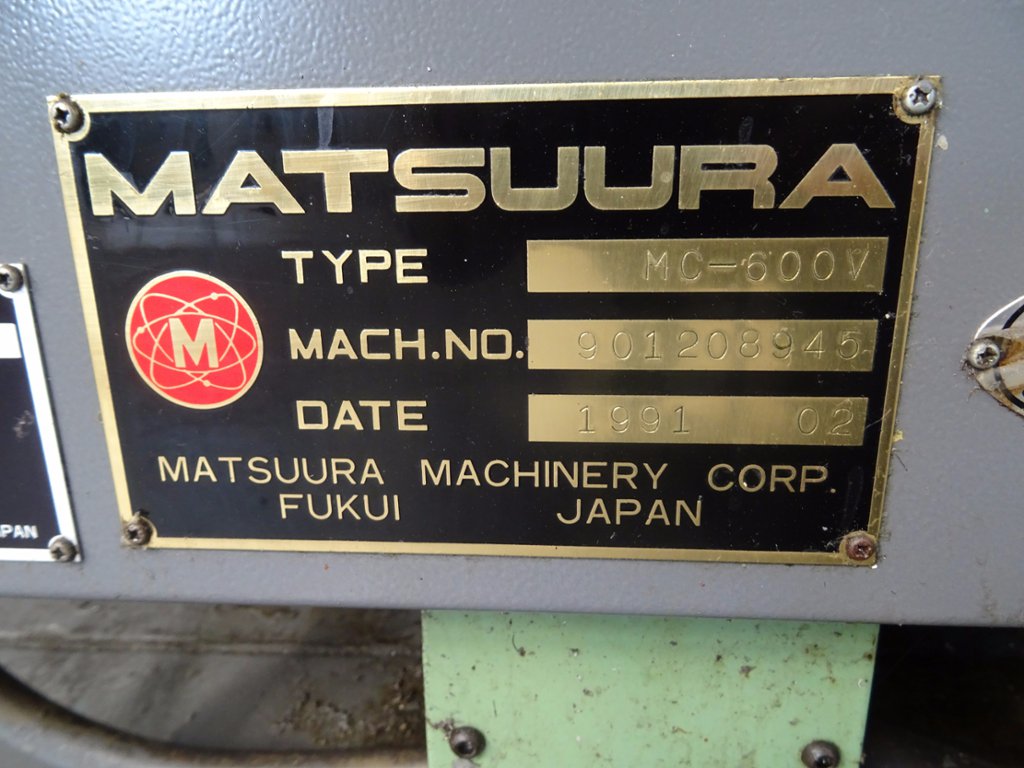 MATSUURA
TYPE MC-600V
M
MACH.NO. 901208945
DATE 1991 02
MATSUURA MACHINERY CORP.
FUKUI JAPAN